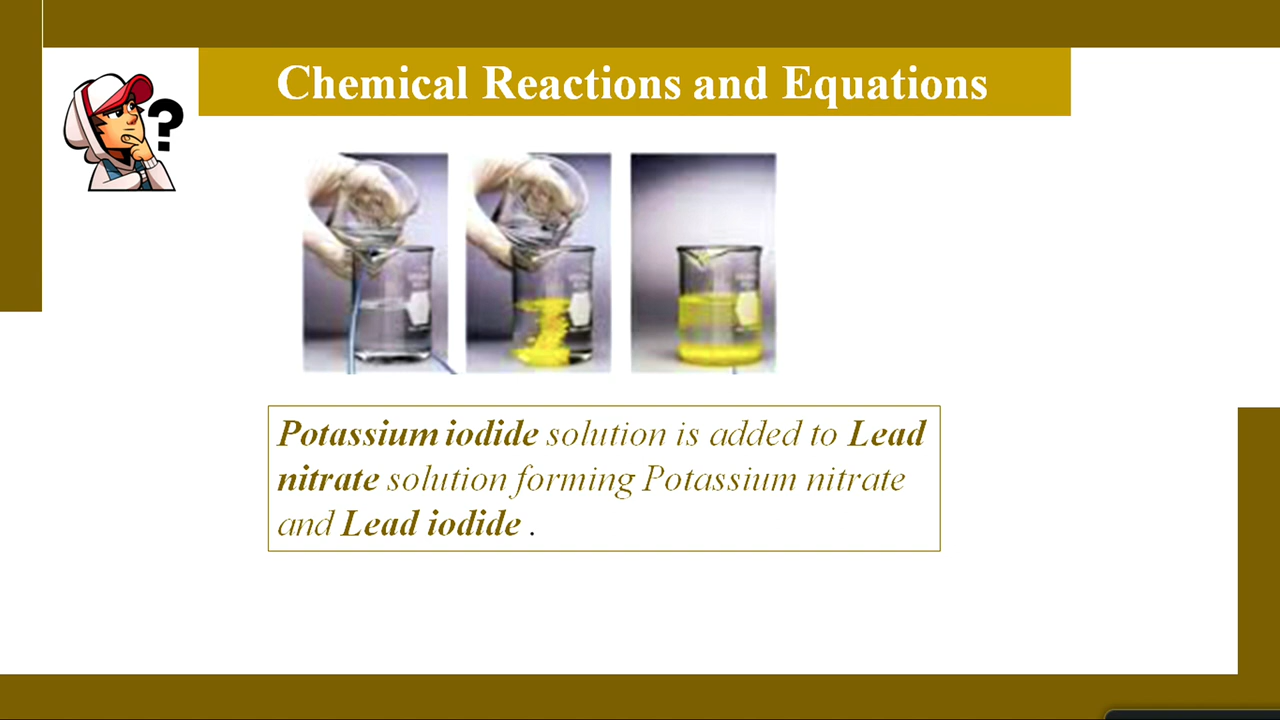 Chemical Reactions and Equations
?
Potassium iodide solution is added to Lead
nitrate solution forming Potassium nitrate
and Lead iodide .